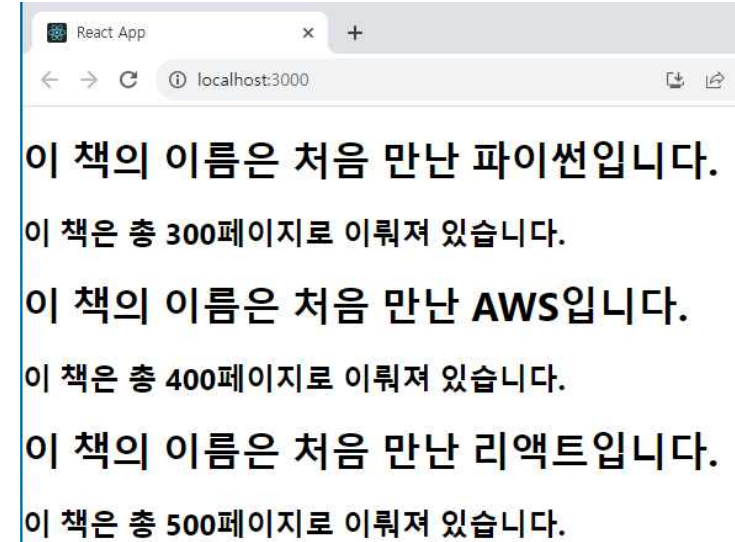 React App
localhost:3000
이 책의 이름은 처음 만난 파이썬입니다.
이 책은 총 300페이지로 이뤄져 있습니다.
이 책의 이름은 처음 만난 AWS입니다.
이 책은 총 400페이지로 이뤄져 있습니다.
이 책의 이름은 처음 만난 리액트입니다.
이 책은 총 500페이지로 이뤄져 있습니다.